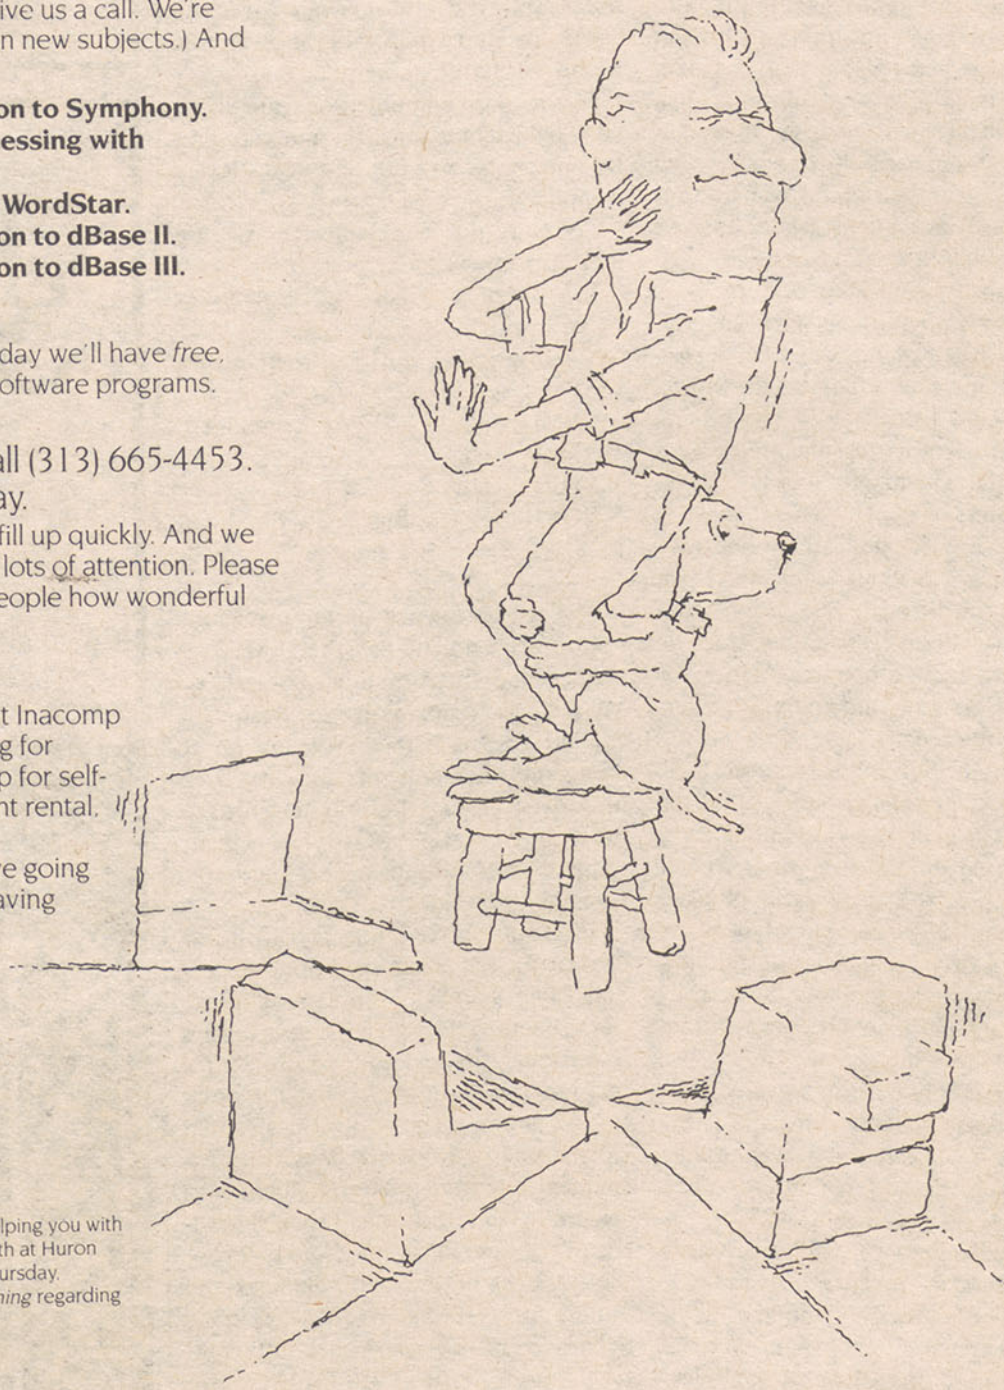 ive us a call. We're
n new subjects.) And
on to Symphony.
essing with
WordStar.
on to dBase II.
on to dBase III.
day we'll have free,
oftware programs.
all (313) 665-4453.
ay.
fill up quickly. And we
lots of attention. Please
eople how wonderful
t Inacomp
g for
p for self-
nt rental.
e going
aving
lping you with
th at Huron
ursday.
ning regarding